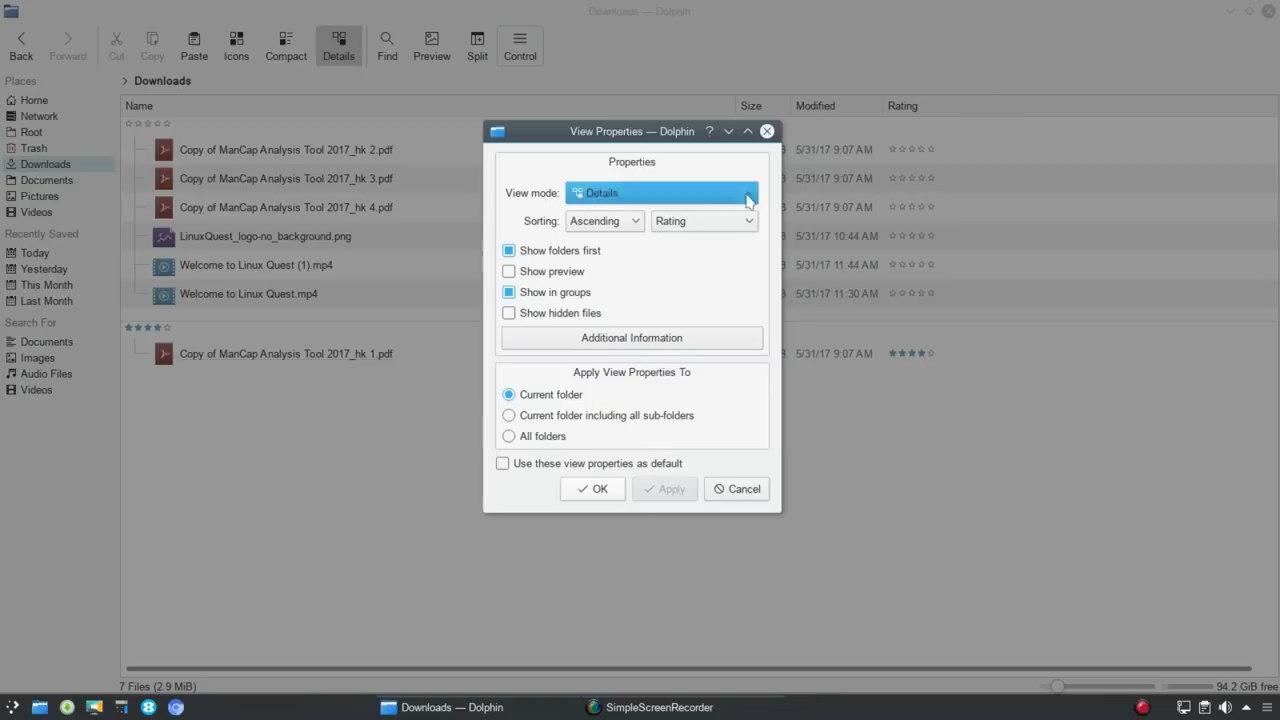 Downloads — Dolphin
Back Forward Cut Copy Paste Icons Compact Details Find Preview Split Control
Places
Home
Network
Root
Trash
Downloads
Documents
Pictures
Videos
Recently Saved
Today
Yesterday
This Month
Last Month
Search For
Documents
Images
Audio Files
Videos
> Downloads
Name Size Modified Rating
Copy of ManCap Analysis Tool 2017_hk 2.pdf 5/31/17 9:07 AM
Copy of ManCap Analysis Tool 2017_hk 3.pdf 5/31/17 9:07 AM
Copy of ManCap Analysis Tool 2017_hk 4.pdf 5/31/17 9:07 AM
LinuxQuest_logo-no_background.png 5/31/17 10:44 AM
Welcome to Linux Quest (1).mp4 5/31/17 11:44 AM
Welcome to Linux Quest.mp4 5/31/17 11:30 AM
Copy of ManCap Analysis Tool 2017_hk 1.pdf 5/31/17 9:07 AM
View Properties — Dolphin ?
Properties
View mode: Details
Sorting: Ascending Rating
Show folders first
Show preview
Show in groups
Show hidden files
Additional Information
Apply View Properties To
Current folder
Current folder including all sub-folders
All folders
Use these view properties as default
OK Apply Cancel
7 Files (2.9 MiB) 94.2 GiB free
Downloads — Dolphin SimpleScreenRecorder